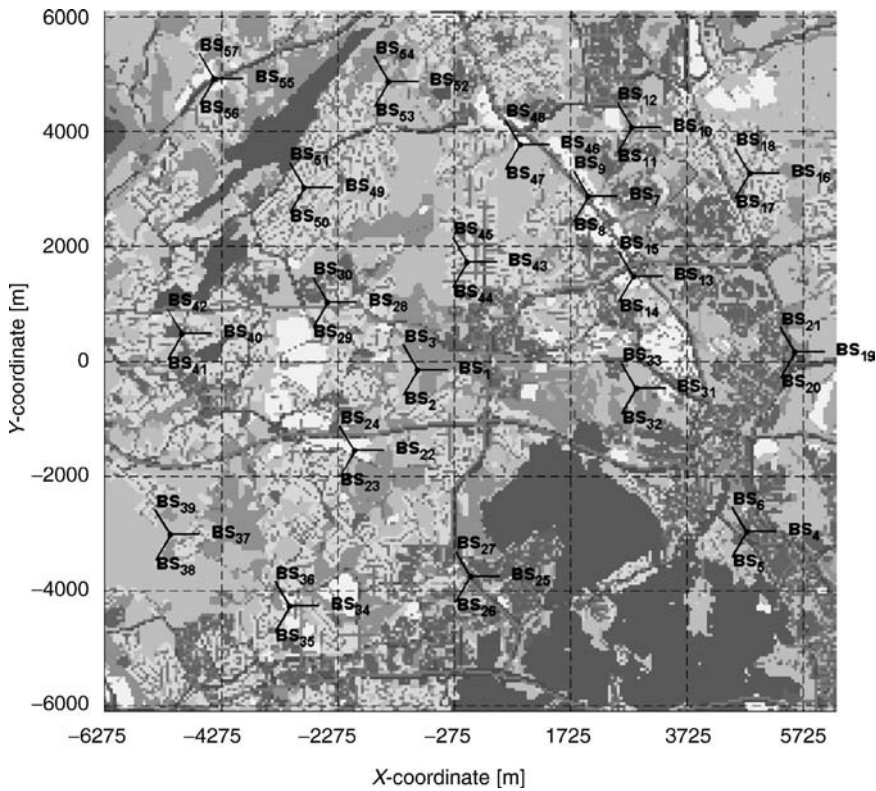 6000
BS57
BS54
BS55
BS52
BS56
BS53
BS48
BS12
4000
BS46
BS10
BS11
BS18
BS51
BS9
BS47
BS16
BS49
BS7
BS17
BS50
BS8
2000
BS45
BS15
BS43
BS30
BS13
BS44
BS42
BS28
BS14
BS3
BS21
BS40
BS29
BS33
BS19
0
BS41
BS1
BS20
BS31
BS2
BS24
BS32
BS22
–2000
BS23
BS39
BS6
BS37
BS4
BS27
BS5
BS38
BS36
BS25
–4000
BS34
BS26
BS35
–6000
–6275 –4275 –2275 –275 1725 3725 5725
X-coordinate [m]
Y-coordinate [m]